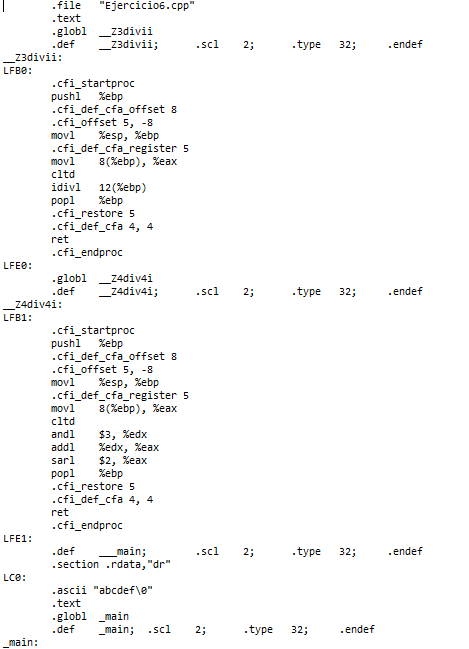 .file "Ejercicio6.cpp"
.text
.globl __Z3divii
.def __Z3divii; .scl 2; .type 32; .endef
__Z3divii:
LFB0:
.cfi_startproc
pushl %ebp
.cfi_def_cfa_offset 8
.cfi_offset 5, -8
movl %esp, %ebp
.cfi_def_cfa_register 5
movl 8(%ebp), %eax
cltd
idivl 12(%ebp)
popl %ebp
.cfi_restore 5
.cfi_def_cfa 4, 4
ret
.cfi_endproc
LFE0:
.globl __Z4div4i
.def __Z4div4i; .scl 2; .type 32; .endef
__Z4div4i:
LFB1:
.cfi_startproc
pushl %ebp
.cfi_def_cfa_offset 8
.cfi_offset 5, -8
movl %esp, %ebp
.cfi_def_cfa_register 5
movl 8(%ebp), %eax
cltd
andl $3, %edx
addl %edx, %eax
sarl $2, %eax
popl %ebp
.cfi_restore 5
.cfi_def_cfa 4, 4
ret
.cfi_endproc
LFE1:
.def ___main; .scl 2; .type 32; .endef
.section .rdata,"dr"
LC0:
.ascii "abcdef\0"
.text
.globl _main
.def _main; .scl 2; .type 32; .endef
_main: